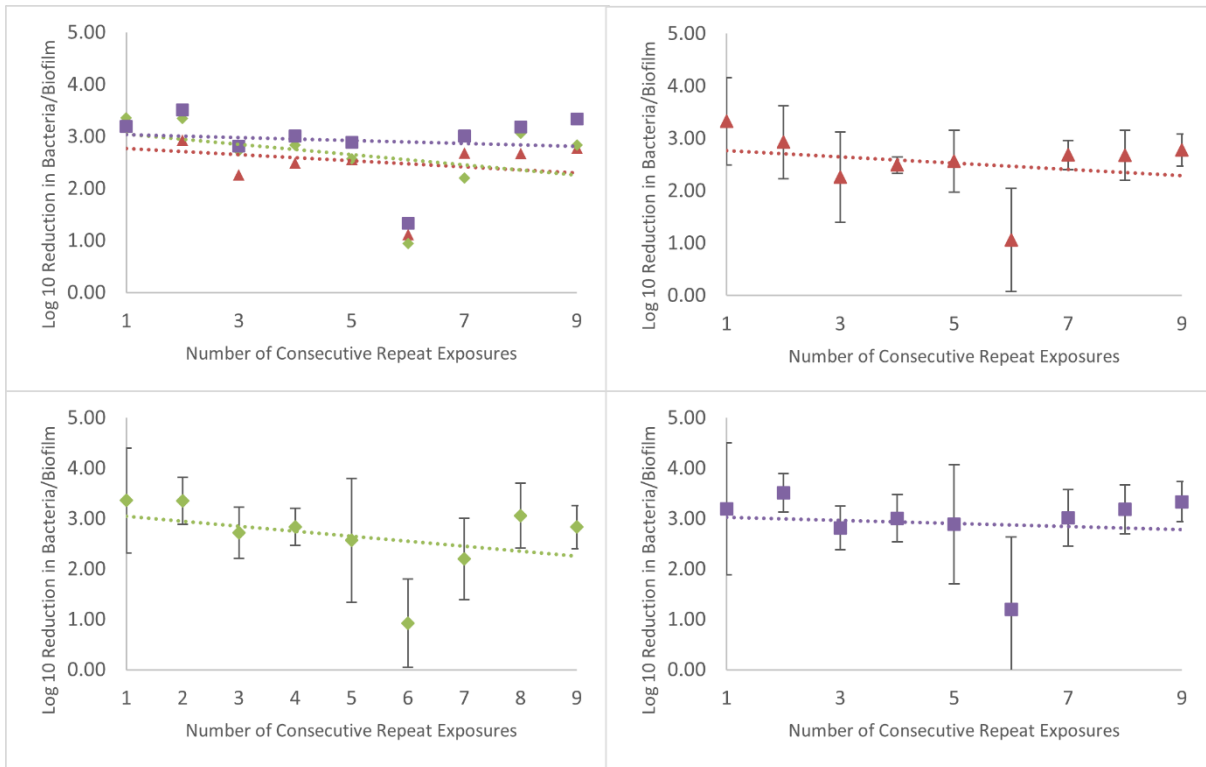 Log 10 Reduction in Bacteria/Biofilm
5.00
4.00
3.00
2.00
1.00
0.00
1 3 5 7 9
Number of Consecutive Repeat Exposures
Log 10 Reduction in Bacteria/Biofilm
5.00
4.00
3.00
2.00
1.00
0.00
1 3 5 7 9
Number of Consecutive Repeat Exposures
Log 10 Reduction in Bacteria/Biofilm
5.00
4.00
3.00
2.00
1.00
0.00
1 2 3 4 5 6 7 8 9
Number of Consecutive Repeat Exposures
Log 10 Reduction in Bacteria/Biofilm
5.00
4.00
3.00
2.00
1.00
0.00
1 3 5 7 9
Number of Consecutive Repeat Exposures